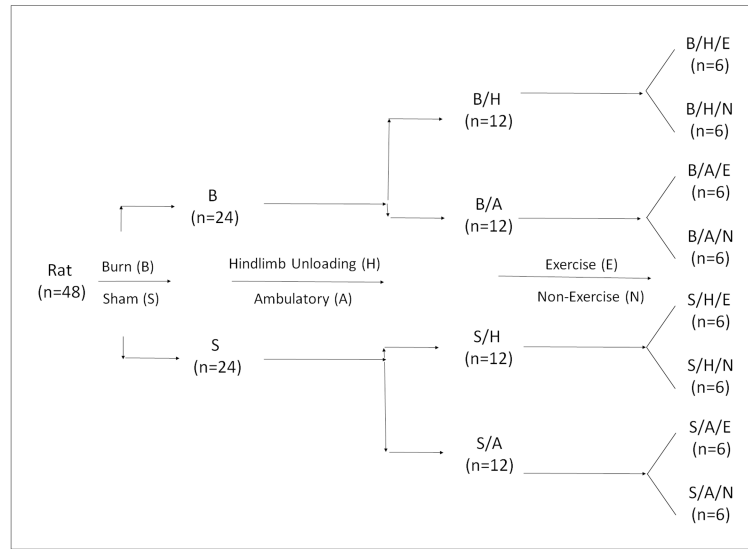 Rat
(n=48)
Burn (B)
Sham (S)
B
(n=24)
S
(n=24)
Hindlimb Unloading (H)
Ambulatory (A)
B/H
(n=12)
B/A
(n=12)
S/H
(n=12)
S/A
(n=12)
Exercise (E)
Non-Exercise (N)
B/H/E
(n=6)
B/H/N
(n=6)
B/A/E
(n=6)
B/A/N
(n=6)
S/H/E
(n=6)
S/H/N
(n=6)
S/A/E
(n=6)
S/A/N
(n=6)